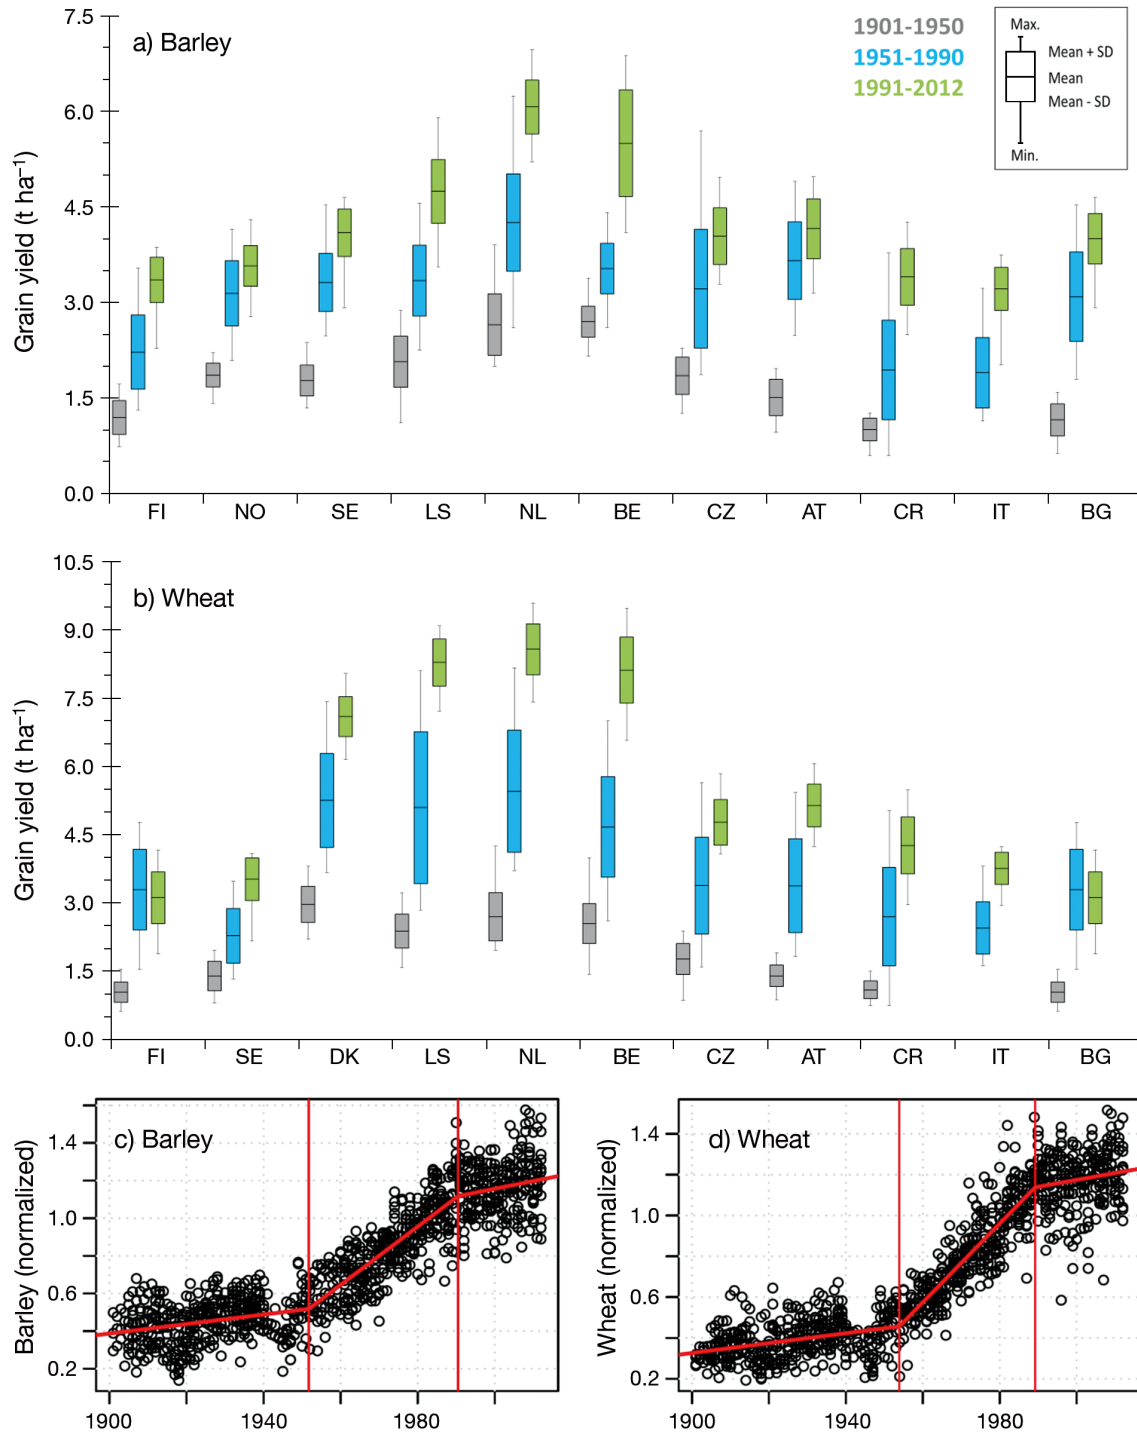 7.5
6.0
4.5
3.0
1.5
0.0
Grain yield (t ha⁻¹)
a) Barley
1901-1950
1951-1990
1991-2012
Max.
Mean + SD
Mean
Mean - SD
Min.
FI NO SE LS NL BE CZ AT CR IT BG
10.5
9.0
7.5
6.0
4.5
3.0
1.5
0.0
Grain yield (t ha⁻¹)
b) Wheat
FI SE DK LS NL BE CZ AT CR IT BG
Barley (normalized)
1.4
1.0
0.6
0.2
c) Barley
1900 1940 1980
Wheat (normalized)
1.4
1.0
0.6
0.2
d) Wheat
1900 1940 1980